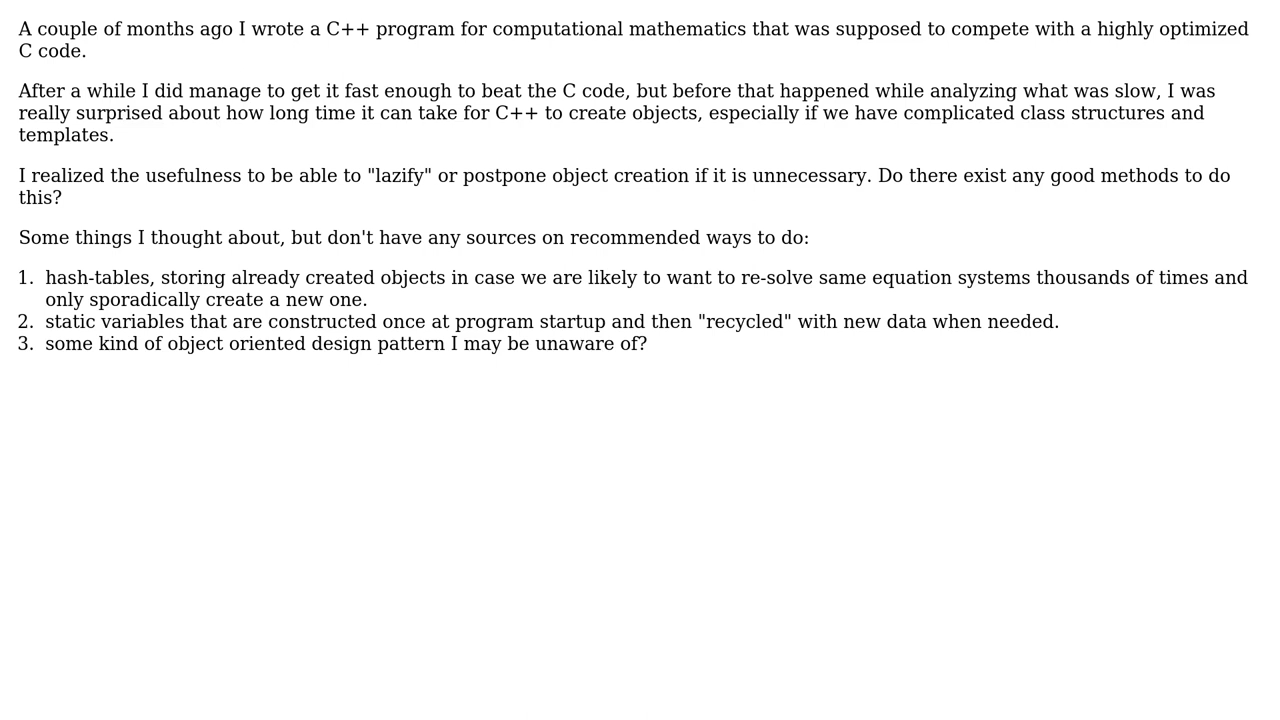 A couple of months ago I wrote a C++ program for computational mathematics that was supposed to compete with a highly optimized
C code.
After a while I did manage to get it fast enough to beat the C code, but before that happened while analyzing what was slow, I was
really surprised about how long time it can take for C++ to create objects, especially if we have complicated class structures and
templates.
I realized the usefulness to be able to "lazify" or postpone object creation if it is unnecessary. Do there exist any good methods to do
this?
Some things I thought about, but don't have any sources on recommended ways to do:
1. hash-tables, storing already created objects in case we are likely to want to re-solve same equation systems thousands of times and
only sporadically create a new one.
2. static variables that are constructed once at program startup and then "recycled" with new data when needed.
3. some kind of object oriented design pattern I may be unaware of?